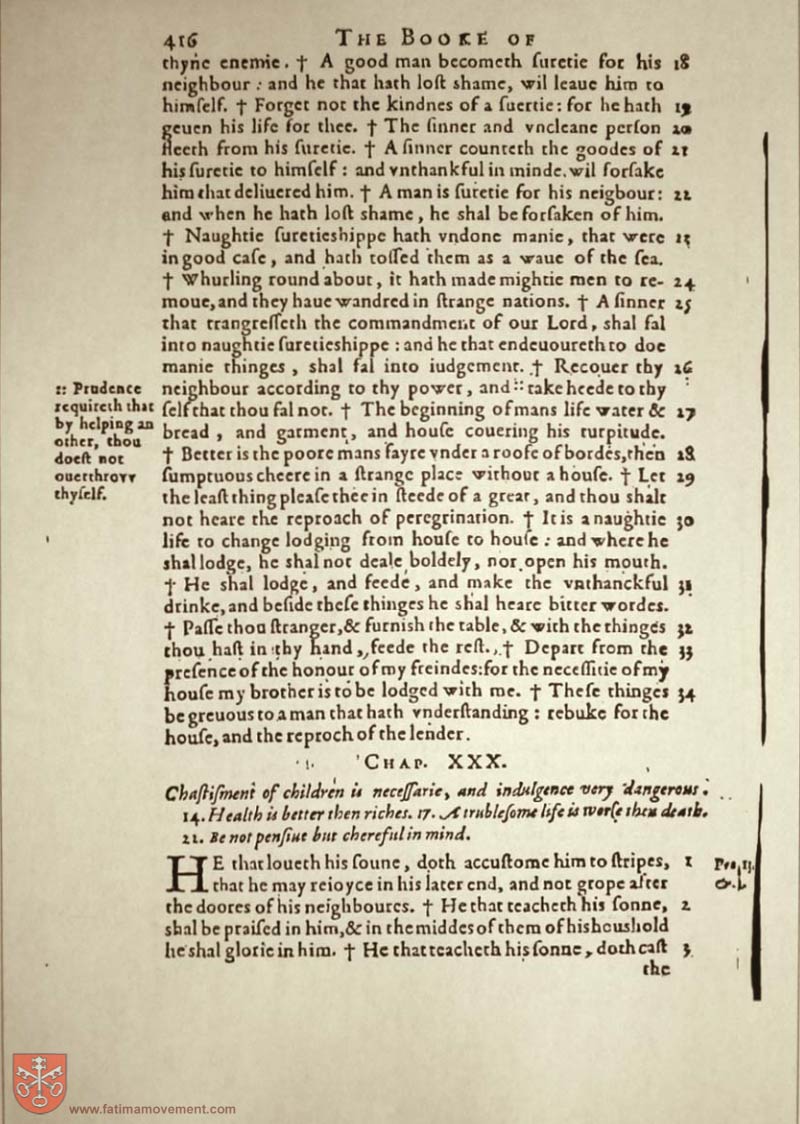 416 THE BOOKE OF
thyne enemie. † A good man becometh ſuretie for his 18
neighbour: and he that hath loſt shame, wil leaue him to
himſelf. † Forget not the kindnes of a ſuertie: for he hath 19
geuen his life for thee. † The ſinner and vncleane perſon 20
fleeth from his ſuretie. † A ſinner counteth the goodes of 21
his ſuretie to himſelf: and vnthankful in minde, wil forſake
him that deliuered him. † A man is ſuretie for his neigbour: 22
and when he hath loſt shame, he shal be forſaken of him.
† Naughtie ſuretieshippe hath vndone manie, that were 23
in good caſe, and hath toſſed them as a waue of the ſea.
† Whurling round about, it hath made mightie men to re- 24
moue, and they haue wandred in ſtrange nations. † A ſinner 25
that trangreſſeth the commandment of our Lord, shal fal
into naughtie ſuretieshippe: and he that endeuoureth to doe
manie thinges, shal fal into iudgement. † Recouer thy 26
neighbour according to thy power, and :: take heede to thy
ſelf that thou fal not. † The beginning of mans life water & 27
bread, and garment, and houſe couering his turpitude.
† Better is the poore mans fayre vnder a roofe of bordes, then 28
ſumptuous cheere in a ſtrange place without a houſe. † Let 29
the leaſt thing pleaſe thee in ſteede of a great, and thou shalt
not heare the reproach of peregrination. † It is a naughtie 30
life to change lodging from houſe to houſe: and where he
shal lodge, he shal not deale boldely, nor open his mouth.
† He shal lodge, and feede, and make the vnthanckful 31
drinke, and beſide theſe thinges he shal heare bitter wordes.
† Paſſe thou ſtranger, & furnish the table, & with the thinges 32
thou haſt in thy hand, feede the reſt. † Depart from the 33
preſence of the honour of my freindes: for the neceſſitie of my
houſe my brother is to be lodged with me. † Theſe thinges 34
be greuous to a man that hath vnderſtanding: rebuke for the
houſe, and the reproch of the lender.
:: Prudence
requireth that
by helping an
other, thou
doeſt not
ouerthrovv
thyſelf.
CHAP. XXX.
Chaſtiſment of children is neceſſarie, and indulgence very dangerous.
14. Health is better then riches. 17. A trubleſome life is worſe then death.
21. Be not penſiue but chereful in mind.
HE that loueth his ſonne, doth accuſtome him to ſtripes, 1
that he may reioyce in his later end, and not grope after
the doores of his neighboures. † He that teacheth his ſonne, 2
shal be praiſed in him, & in the middes of them of his houshold
he shal glorie in him. † He that teacheth his ſonne, doth caſt 3
the
www.fatimamovement.com